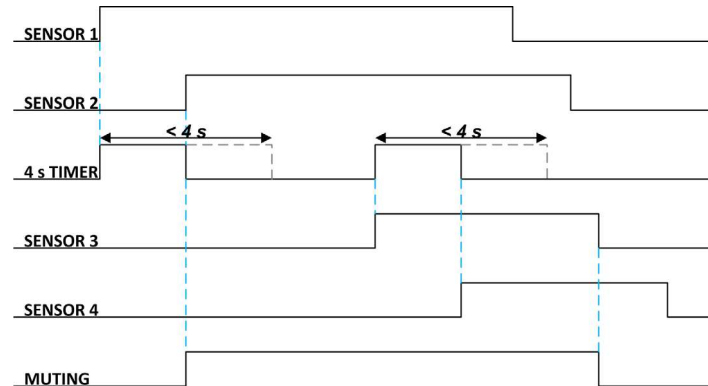 SENSOR 1
SENSOR 2
< 4 s
< 4 s
4 s TIMER
SENSOR 3
SENSOR 4
MUTING